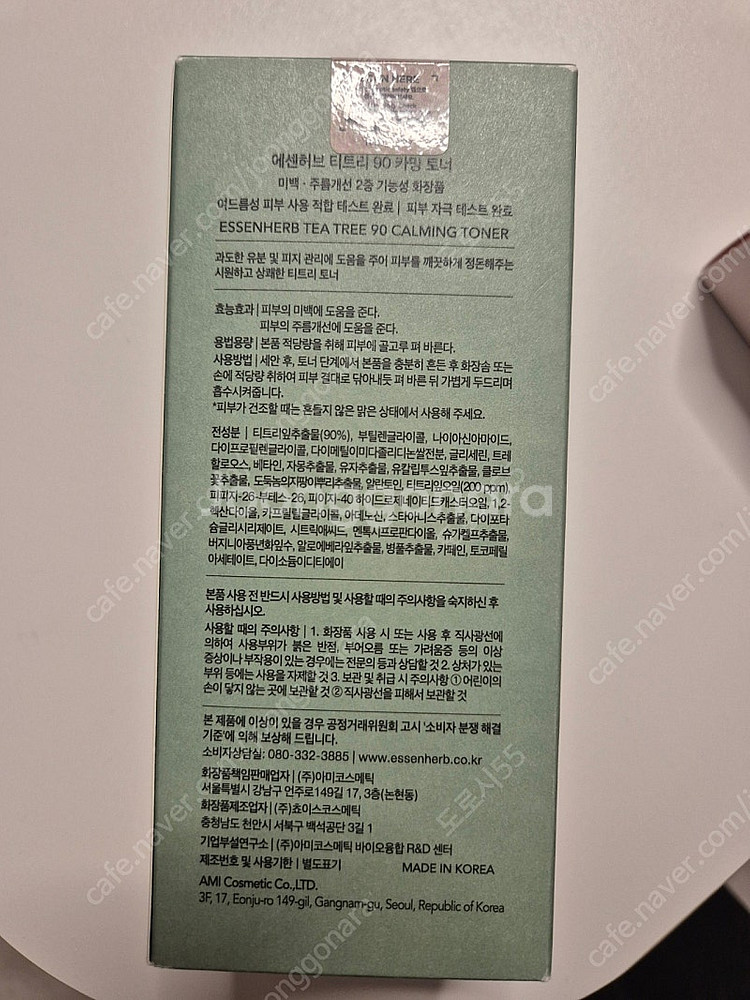 에센허브 티트리 90 카밍 토너
미백 · 주름개선 2중 기능성 화장품
여드름성 피부 사용 적합 테스트 완료 | 피부 자극 테스트 완료
ESSENHERB TEA TREE 90 CALMING TONER
과도한 유분 및 피지 관리에 도움을 주어 피부를 깨끗하게 정돈해주는
시원하고 상쾌한 티트리 토너
효능효과 | 피부의 미백에 도움을 준다.
피부의 주름개선에 도움을 준다.
용법용량 | 본품 적당량을 취해 피부에 골고루 펴 바른다.
사용방법 | 세안 후, 토너 단계에서 본품을 충분히 흔든 후 화장솜 또는
손에 적당량 취하여 피부 결대로 닦아내듯 펴 바른 뒤 가볍게 두드리며
흡수시켜줍니다.
*피부가 건조할 때는 흔들지 않은 맑은 상태에서 사용해 주세요.
전성분 | 티트리잎추출물(90%), 부틸렌글라이콜, 나이아신아마이드,
다이프로필렌글라이콜, 다이메틸이미다졸리디논쌀전분, 글리세린, 트레
할로오스, 베타인, 자몽추출물, 유자추출물, 유칼립투스잎추출물, 클로브
꽃추출물, 도둑놈의지팡이뿌리추출물, 알란토인, 티트리잎오일(200 ppm),
피피지-26-부테스-26, 피이지-40 하이드로제네이티드캐스터오일, 1,2-
헥산다이올, 카프릴릴글라이콜, 아데노신, 스타아니스추출물, 다이포타
슘글리시리제이트, 시트릭애씨드, 멘톡시프로판다이올, 슈가켈프추출물,
버지니아풍년화잎수, 알로에베라잎추출물, 병풀추출물, 카페인, 토코페릴
아세테이트, 다이소듐이디티에이
본품 사용 전 반드시 사용방법 및 사용할 때의 주의사항을 숙지하신 후
사용하십시오.
사용할 때의 주의사항 | 1. 화장품 사용 시 또는 사용 후 직사광선에
의하여 사용부위가 붉은 반점, 부어오름 또는 가려움증 등의 이상
증상이나 부작용이 있는 경우에는 전문의 등과 상담할 것 2. 상처가 있는
부위 등에는 사용을 자제할 것 3. 보관 및 취급 시 주의사항 ① 어린이의
손이 닿지 않는 곳에 보관할 것 ② 직사광선을 피해서 보관할 것
본 제품에 이상이 있을 경우 공정거래위원회 고시 '소비자 분쟁 해결
기준'에 의해 보상해 드립니다.
소비자상담실: 080-332-3885 | www.essenherb.co.kr
화장품책임판매업자 | (주)아미코스메틱
서울특별시 강남구 언주로149길 17, 3층(논현동)
화장품제조업자 | (주)쵸이스코스메틱
충청남도 천안시 서북구 백석공단 3길 1
기업부설연구소 | (주)아미코스메틱 바이오융합 R&D 센터
제조번호 및 사용기한 | 별도표기
MADE IN KOREA
AMI Cosmetic Co.,LTD.
3F, 17, Eonju-ro 149-gil, Gangnam-gu, Seoul, Republic of Korea
cafe.naver.com/joonggonara
도로시55